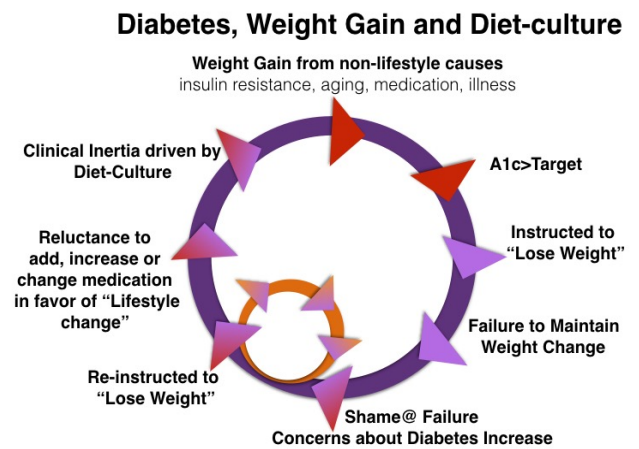 Diabetes, Weight Gain and Diet-culture
Weight Gain from non-lifestyle causes
insulin resistance, aging, medication, illness
A1c>Target
Instructed to
“Lose Weight”
Failure to Maintain
Weight Change
Shame@ Failure
Concerns about Diabetes Increase
Re-instructed to
“Lose Weight”
Reluctance to
add, increase or
change medication
in favor of “Lifestyle
change”
Clinical Inertia driven by
Diet-Culture